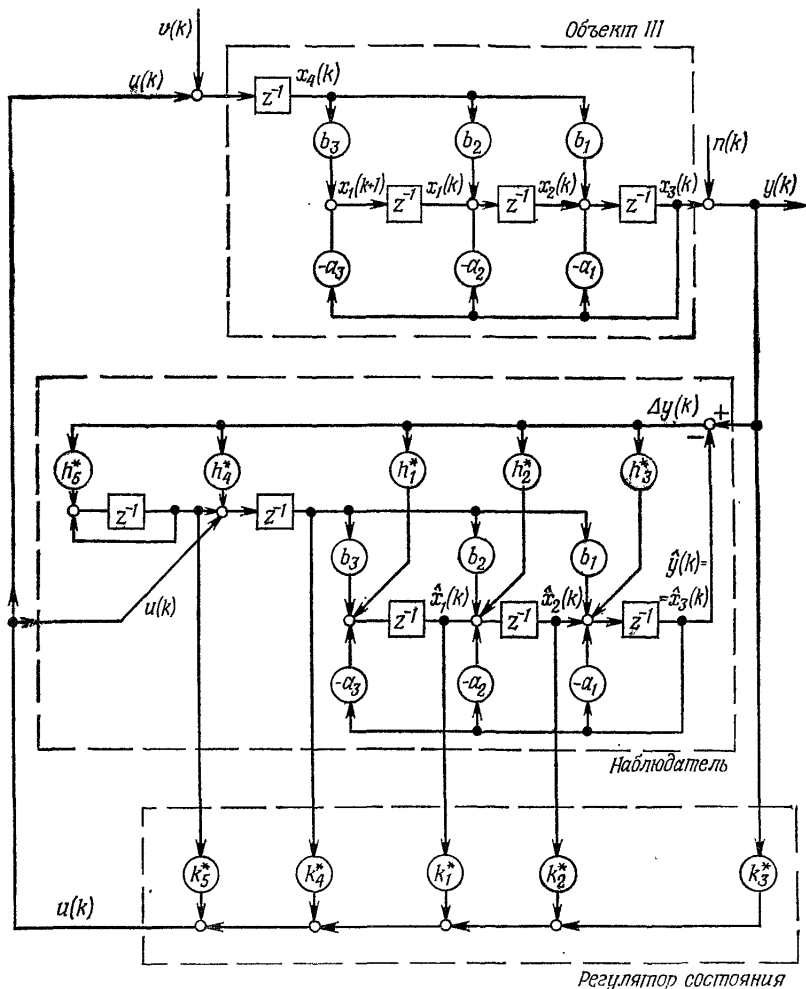 Объект III
v(k)
u(k)
z⁻¹
x₄(k)
b₃
b₂
b₁
n(k)
x₁(k+1)
z⁻¹
x₁(k)
z⁻¹
x₂(k)
z⁻¹
x₃(k)
y(k)
-a₃
-a₂
-a₁
Δy(k)
+
−
h₅*
h₄*
h₁*
h₂*
h₃*
z⁻¹
z⁻¹
b₃
b₂
b₁
ŷ(k)=
=x̂₃(k)
u(k)
x̂₁(k)
x̂₂(k)
z⁻¹
z⁻¹
z⁻¹
-a₃
-a₂
-a₁
Наблюдатель
k₅*
k₄*
k₁*
k₂*
k₃*
u(k)
Регулятор состояния